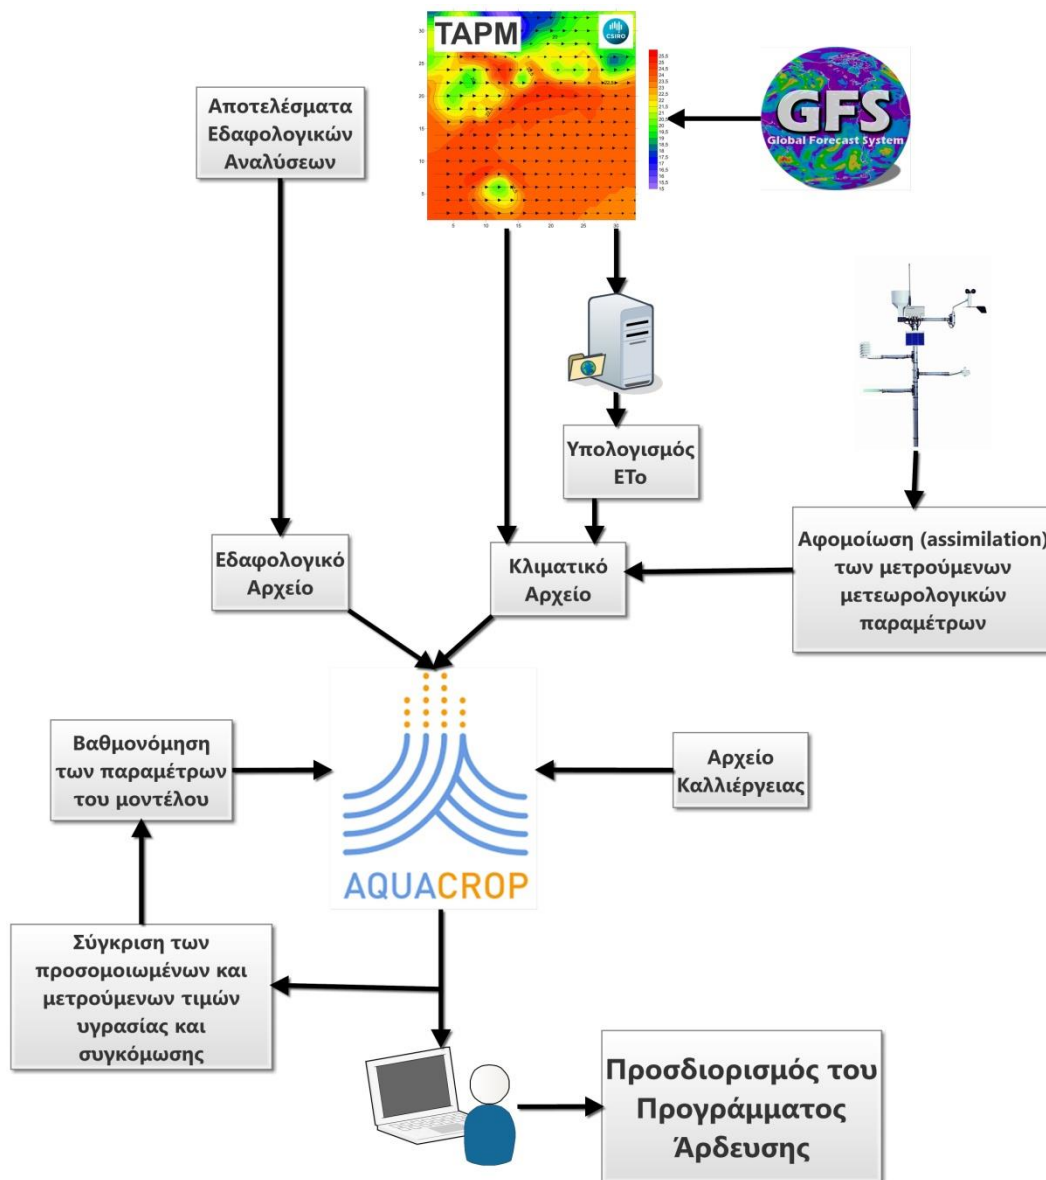 TAPM
CSIRO
GFS
Global Forecast System
Αποτελέσματα
Εδαφολογικών
Αναλύσεων
Υπολογισμός
ETo
Εδαφολογικό
Αρχείο
Κλιματικό
Αρχείο
Αφομοίωση (assimilation)
των μετρούμενων
μετεωρολογικών
παραμέτρων
Βαθμονόμηση
των παραμέτρων
του μοντέλου
Αρχείο
Καλλιέργειας
AQUACROP
Σύγκριση των
προσομοιωμένων και
μετρούμενων τιμών
υγρασίας και
συγκόμωσης
Προσδιορισμός του
Προγράμματος
Άρδευσης